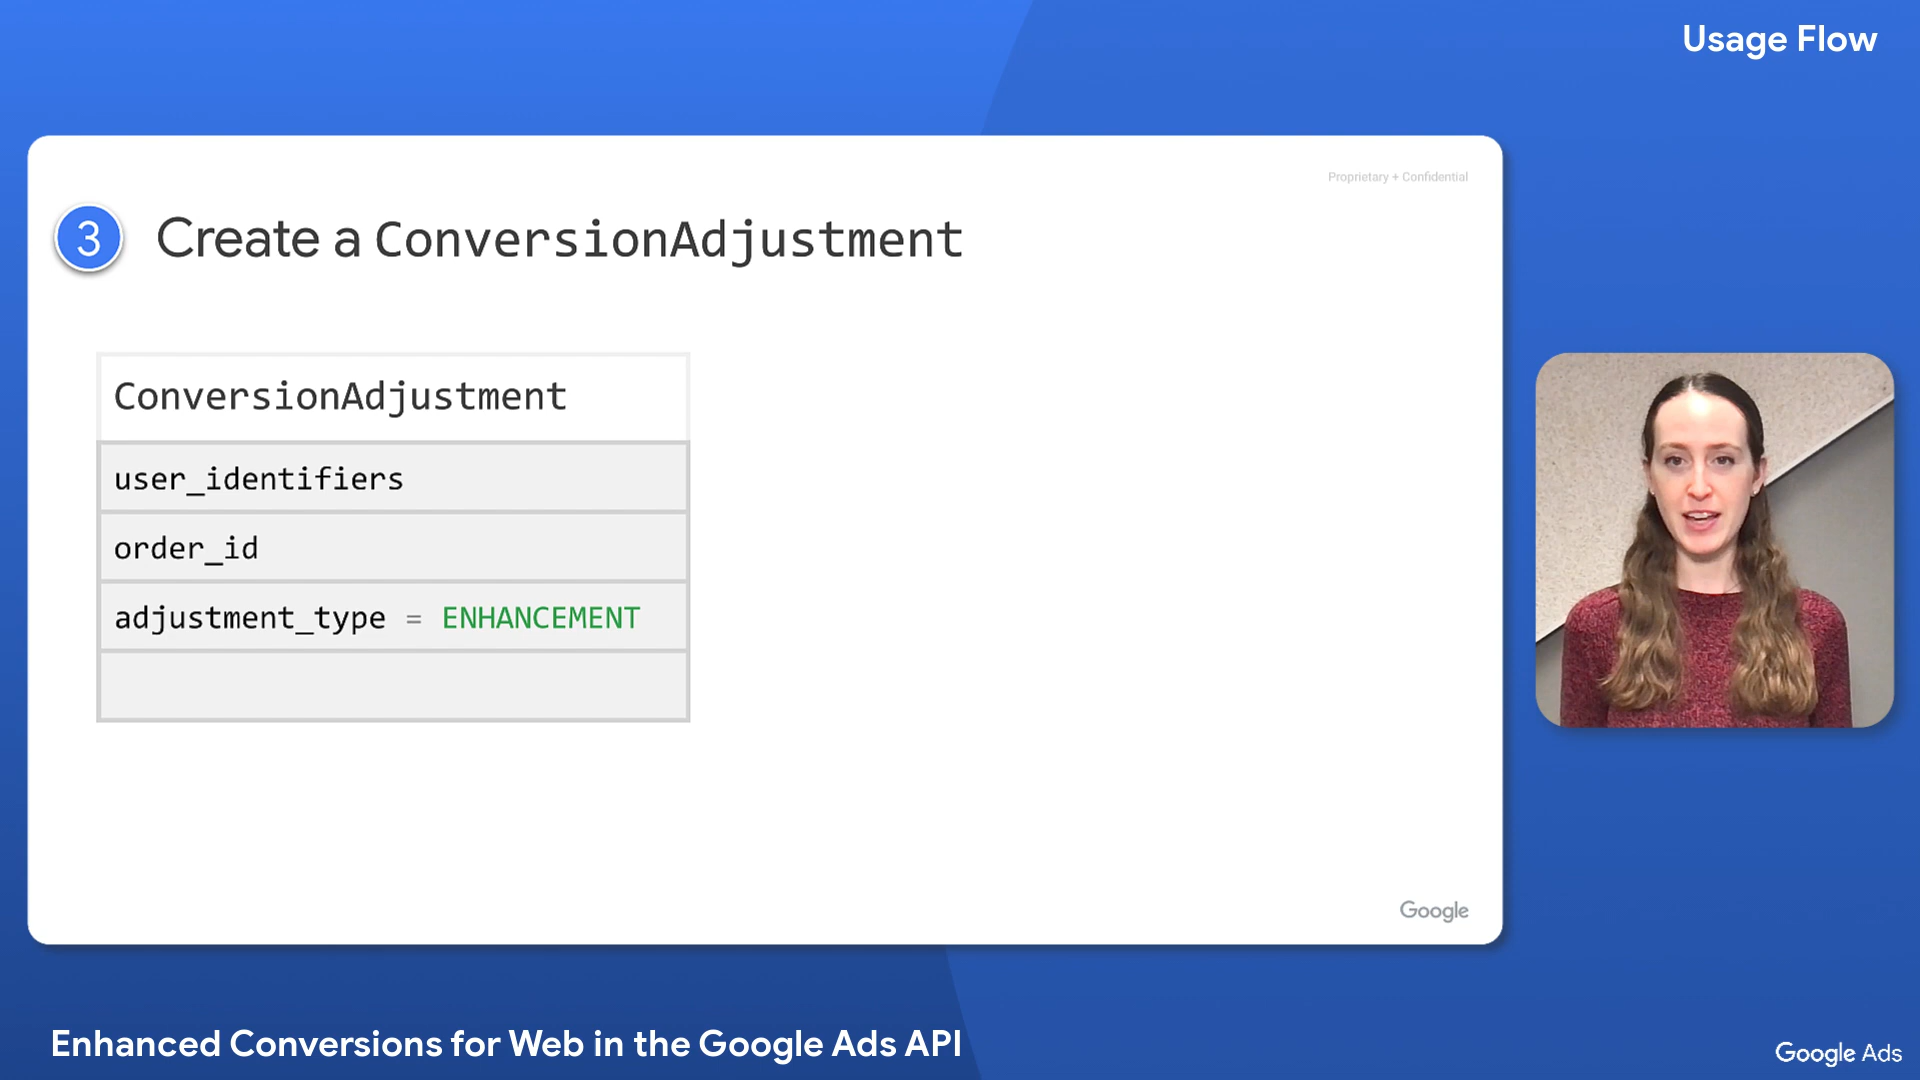 Usage Flow
Proprietary + Confidential
3 Create a ConversionAdjustment
ConversionAdjustment
user_identifiers
order_id
adjustment_type = ENHANCEMENT
Google
Enhanced Conversions for Web in the Google Ads API
Google Ads